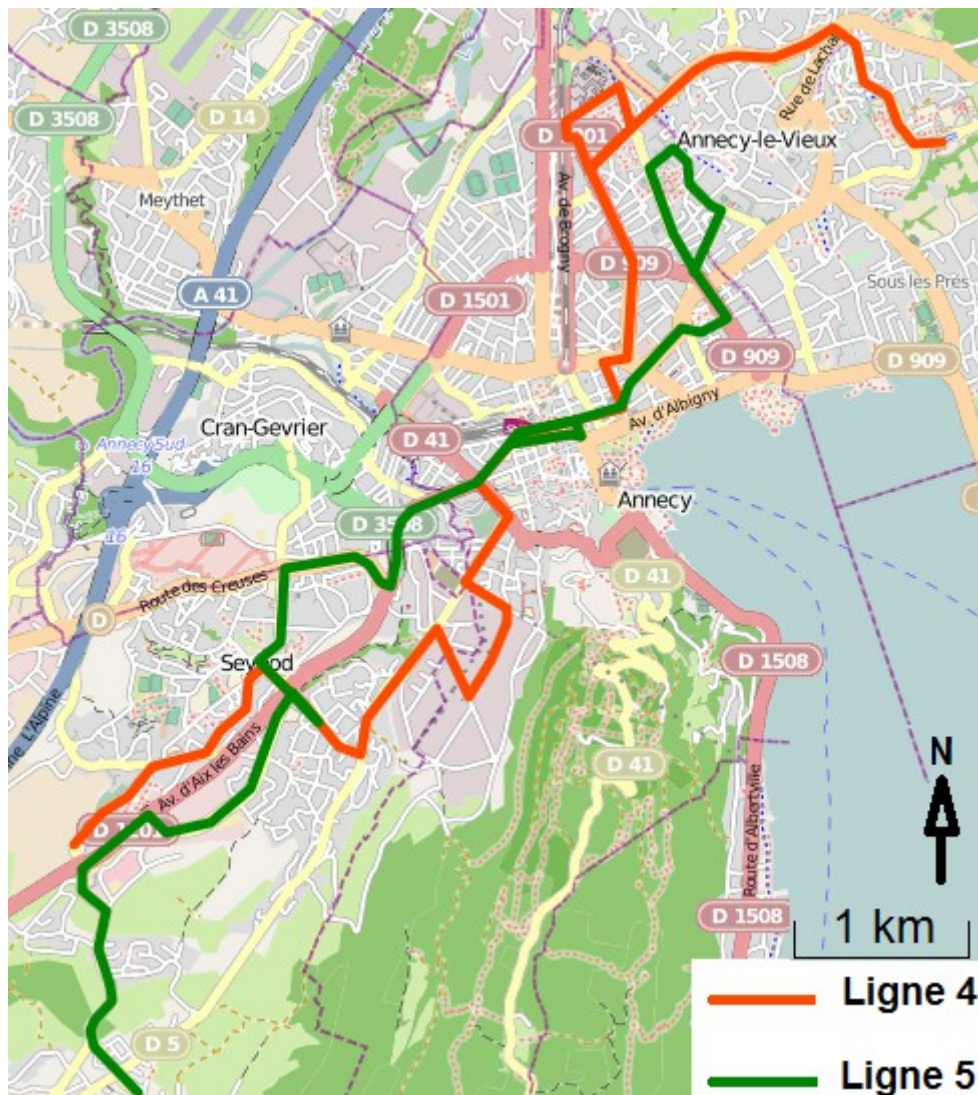 D 3508
D 3508
D 14
Meythet
A 41
D 1501
Av. de Brogny
Rue de Lachat
Annecy-le-Vieux
D 909
Sous les Prés
D 909
D 909
Av. d'Albigny
Cran-Gevrier
D 41
Annecy Sud
16
16
Annecy
D 3508
Route des Creuses
D
D 41
Seynod
D 1508
L'Alpine
Av. d'Aix les Bains
D 41
N
Route d'Albertville
D 1508
1 km
Ligne 4
D 5
Ligne 5